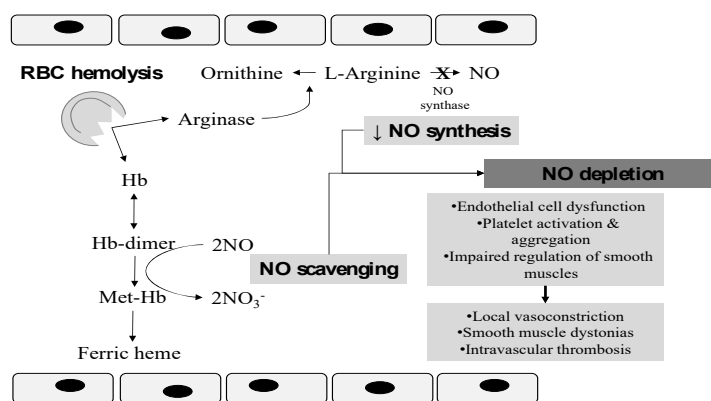 RBC hemolysis
Ornithine
L-Arginine
X
NO
NO
synthase
Arginase
↓ NO synthesis
NO depletion
Hb
•Endothelial cell dysfunction
•Platelet activation &
aggregation
•Impaired regulation of smooth
muscles
Hb-dimer
2NO
NO scavenging
Met-Hb
2NO₃⁻
•Local vasoconstriction
•Smooth muscle dystonias
•Intravascular thrombosis
Ferric heme